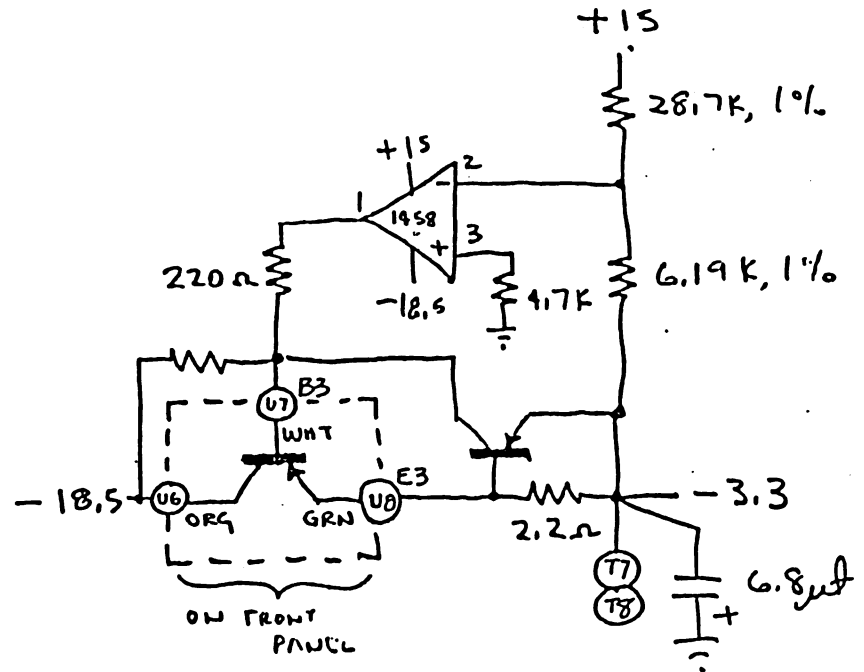 +15
28.7K, 1%
+15
2
1
-
1458
3
+
220Ω
-18.5
4.7K
6.19K, 1%
B3
U7
WHT
-18.5
U6
ORG
GRN
U8
E3
2.2Ω
-3.3
T7
T8
6.8μf
+
ON FRONT
PANEL